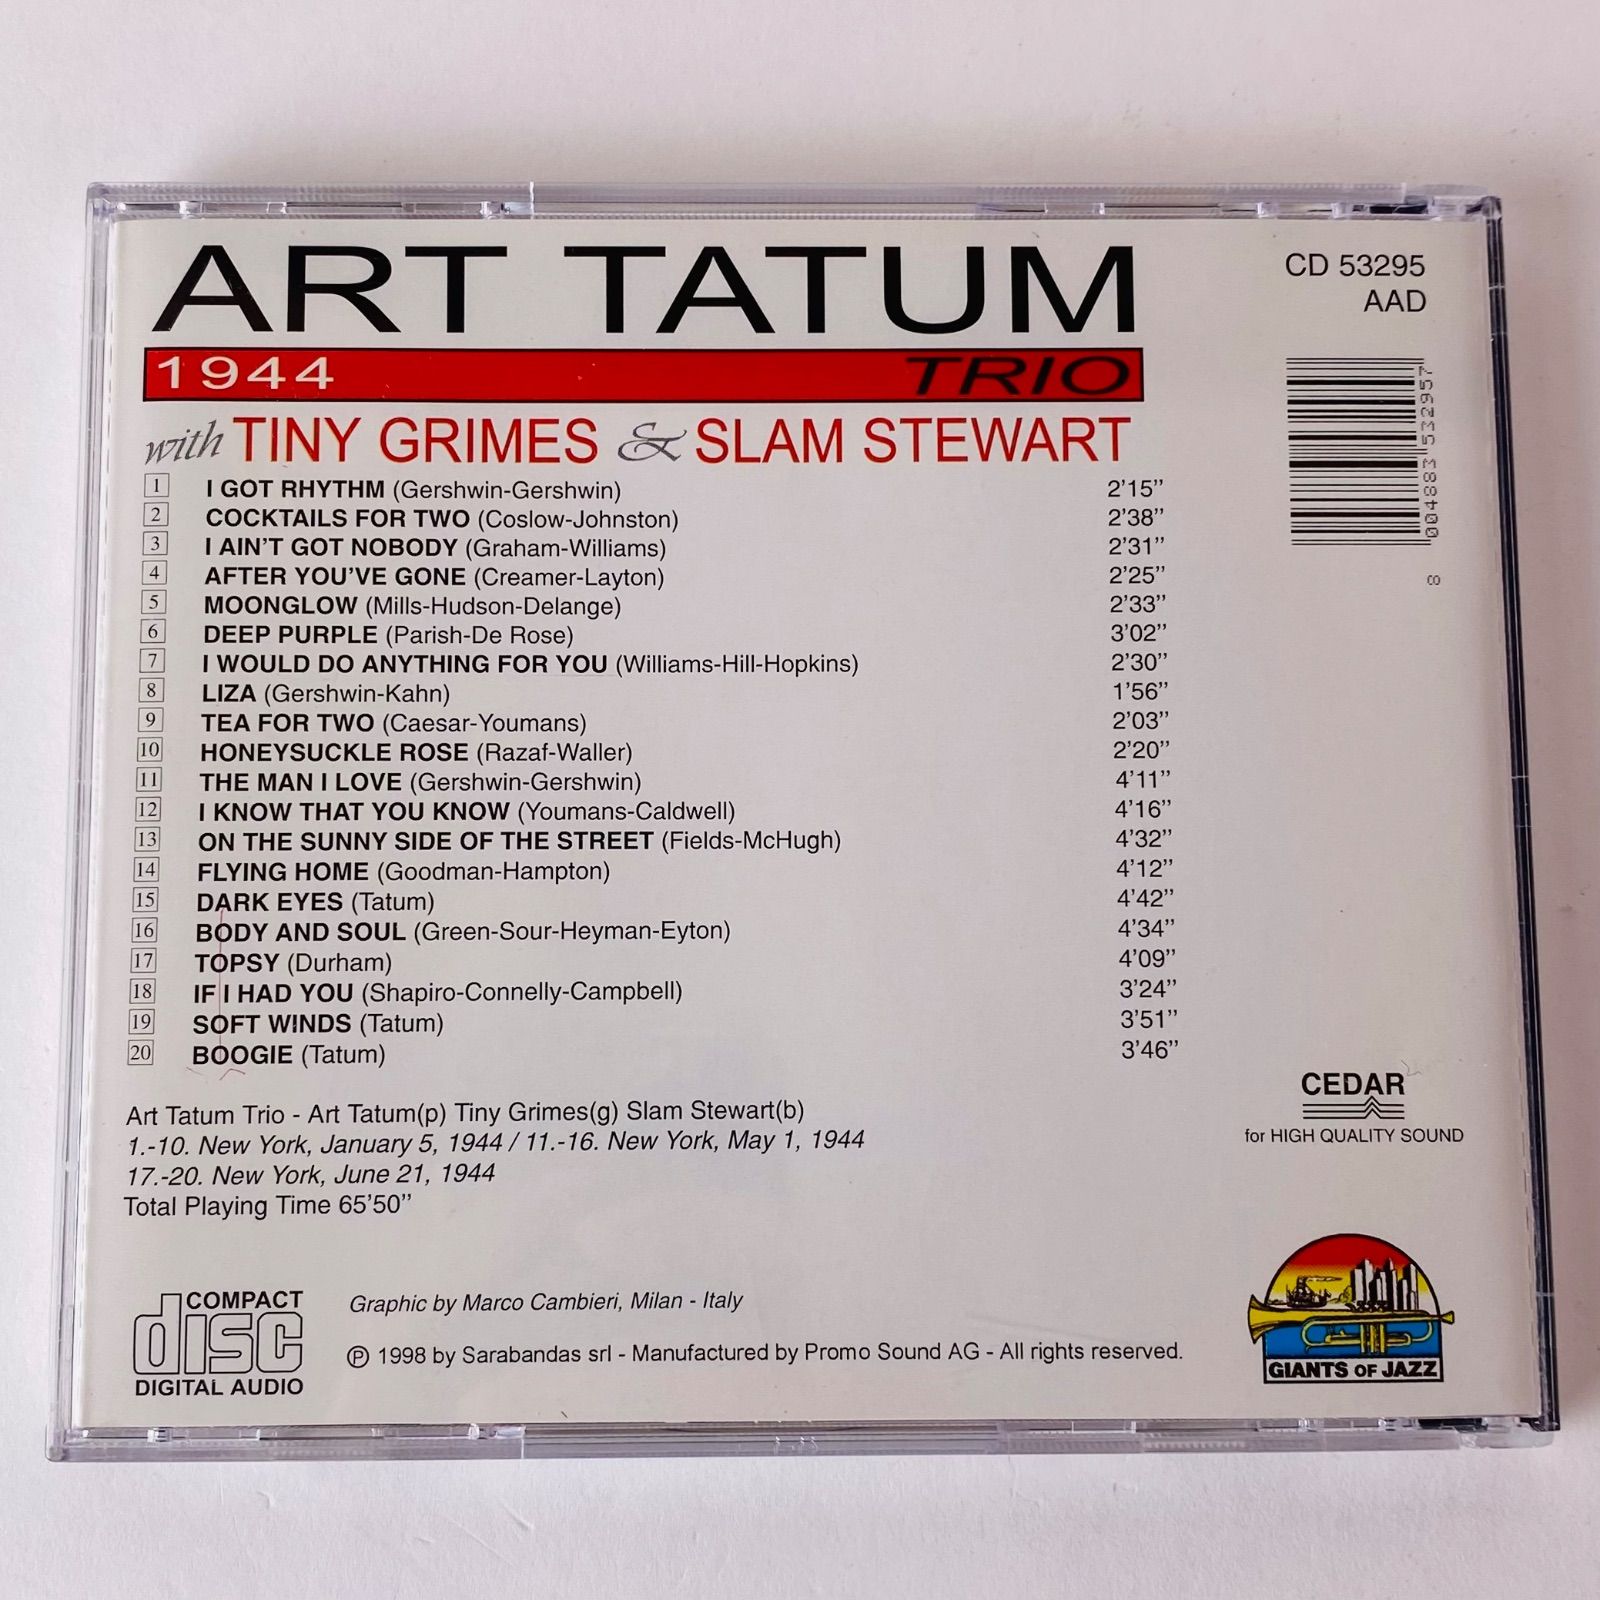 ART TATUM
1944 TRIO
with TINY GRIMES & SLAM STEWART
CD 53295
AAD
8 004883 532957
8
1 I GOT RHYTHM (Gershwin-Gershwin) 2'15"
2 COCKTAILS FOR TWO (Coslow-Johnston) 2'38"
3 I AIN'T GOT NOBODY (Graham-Williams) 2'31"
4 AFTER YOU'VE GONE (Creamer-Layton) 2'25"
5 MOONGLOW (Mills-Hudson-Delange) 2'33"
6 DEEP PURPLE (Parish-De Rose) 3'02"
7 I WOULD DO ANYTHING FOR YOU (Williams-Hill-Hopkins) 2'30"
8 LIZA (Gershwin-Kahn) 1'56"
9 TEA FOR TWO (Caesar-Youmans) 2'03"
10 HONEYSUCKLE ROSE (Razaf-Waller) 2'20"
11 THE MAN I LOVE (Gershwin-Gershwin) 4'11"
12 I KNOW THAT YOU KNOW (Youmans-Caldwell) 4'16"
13 ON THE SUNNY SIDE OF THE STREET (Fields-McHugh) 4'32"
14 FLYING HOME (Goodman-Hampton) 4'12"
15 DARK EYES (Tatum) 4'42"
16 BODY AND SOUL (Green-Sour-Heyman-Eyton) 4'34"
17 TOPSY (Durham) 4'09"
18 IF I HAD YOU (Shapiro-Connelly-Campbell) 3'24"
19 SOFT WINDS (Tatum) 3'51"
20 BOOGIE (Tatum) 3'46"
Art Tatum Trio - Art Tatum(p) Tiny Grimes(g) Slam Stewart(b)
1.-10. New York, January 5, 1944 / 11.-16. New York, May 1, 1944
17.-20. New York, June 21, 1944
Total Playing Time 65'50"
CEDAR
for HIGH QUALITY SOUND
COMPACT
disc
DIGITAL AUDIO
Graphic by Marco Cambieri, Milan - Italy
℗ 1998 by Sarabandas srl - Manufactured by Promo Sound AG - All rights reserved.
GIANTS OF JAZZ